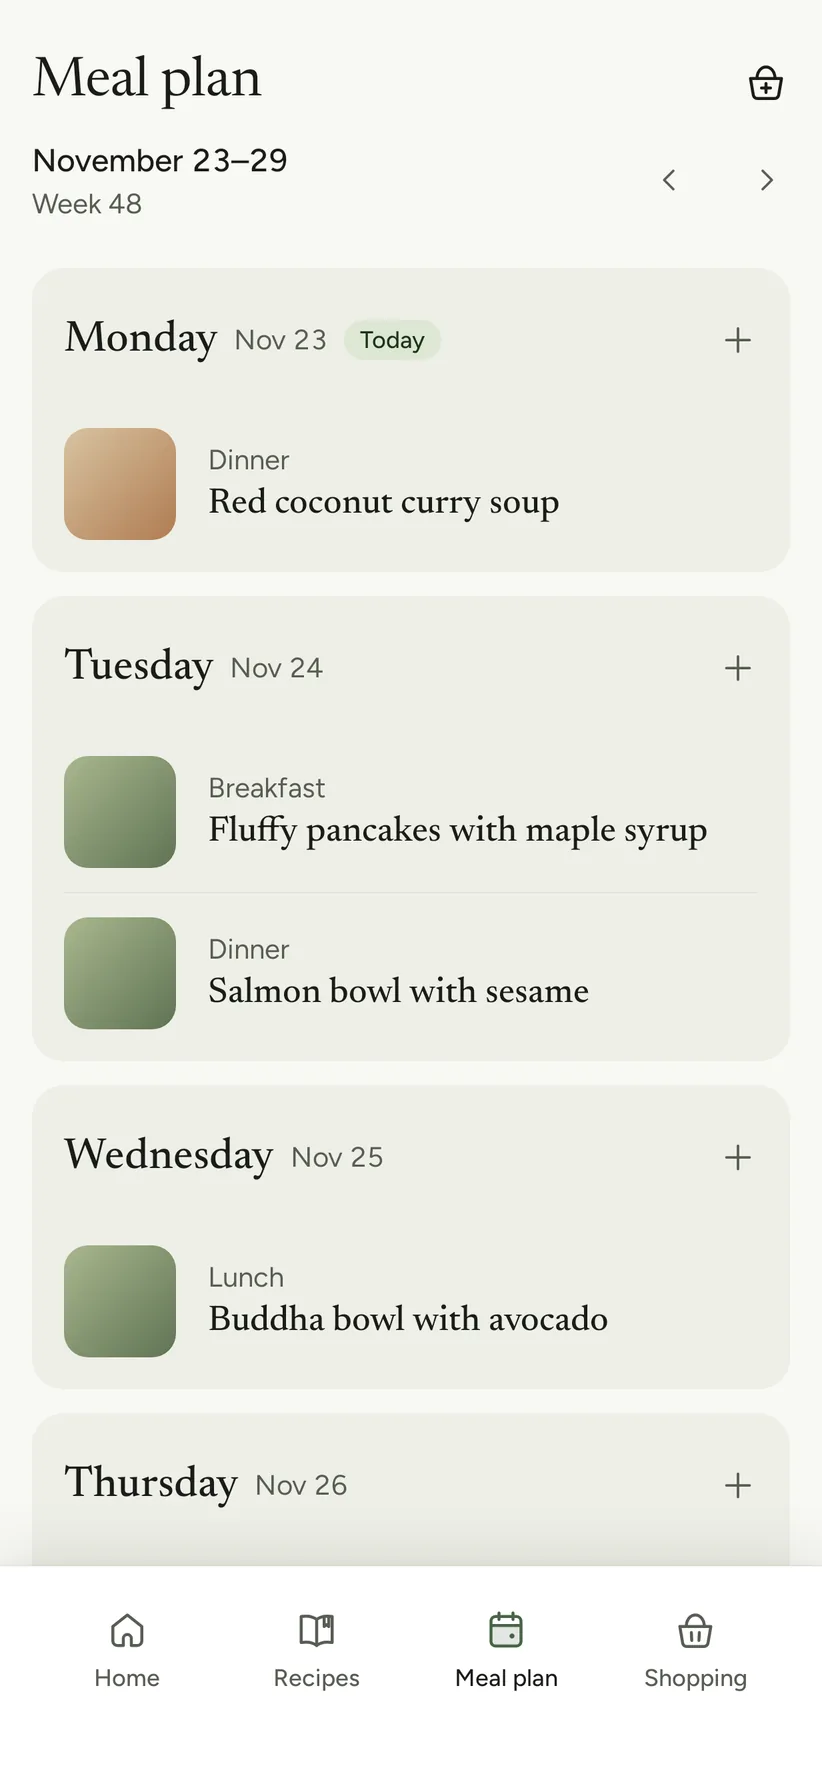 Meal plan
November 23–29
Week 48
Monday Nov 23 Today
Dinner
Red coconut curry soup
Tuesday Nov 24
Breakfast
Fluffy pancakes with maple syrup
Dinner
Salmon bowl with sesame
Wednesday Nov 25
Lunch
Buddha bowl with avocado
Thursday Nov 26
Home Recipes Meal plan Shopping